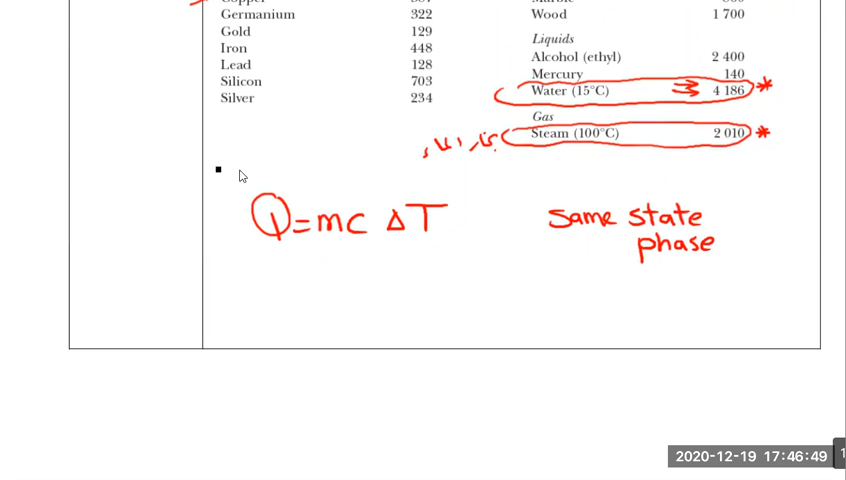 Germanium 322
Gold 129
Iron 448
Lead 128
Silicon 703
Silver 234
Wood 1 700
Liquids
Alcohol (ethyl) 2 400
Mercury 140
Water (15°C) 4 186 *
Gas
Steam (100°C) 2 010 *
Q=mc ΔT
Same state
phase
2020-12-19 17:46:49